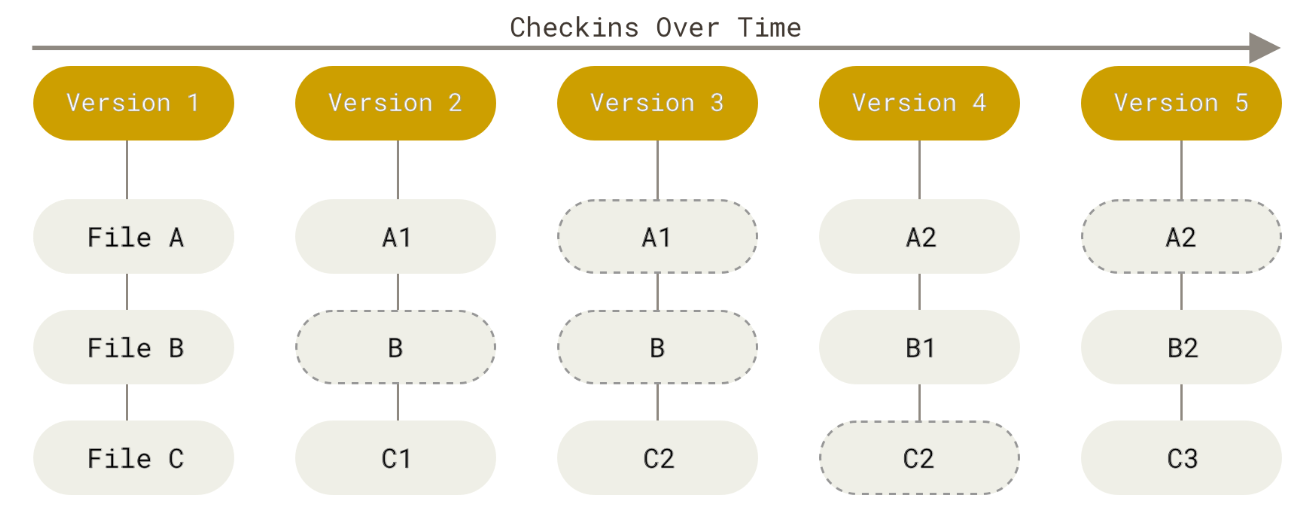 Checkins Over Time
Version 1 Version 2 Version 3 Version 4 Version 5
File A A1 A1 A2 A2
File B B B B1 B2
File C C1 C2 C2 C3